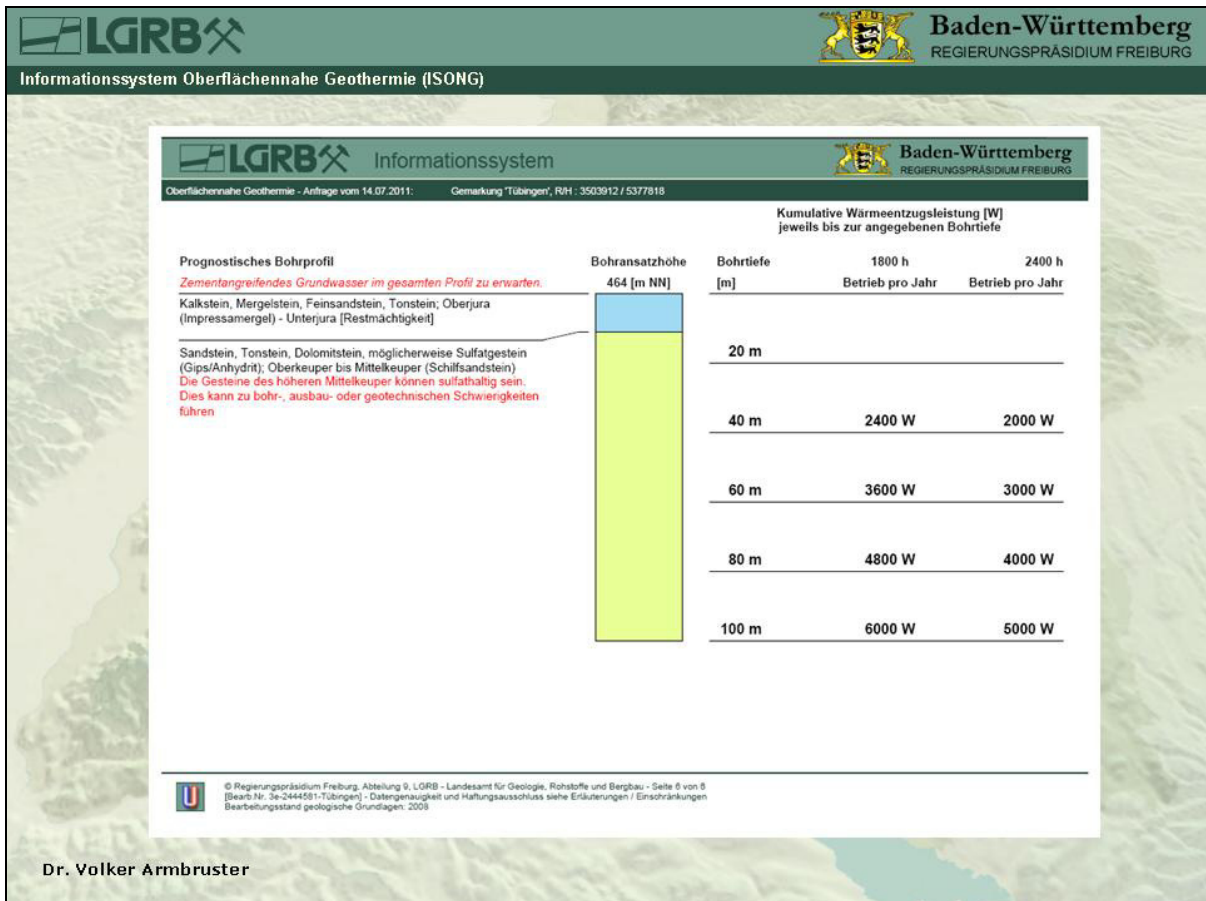 LGRB
Baden-Württemberg
REGIERUNGSPRÄSIDIUM FREIBURG
Informationssystem Oberflächennahe Geothermie (ISONG)
LGRB Informationssystem
Baden-Württemberg
REGIERUNGSPRÄSIDIUM FREIBURG
Oberflächennahe Geothermie - Anfrage vom 14.07.2011: Gemarkung 'Tübingen', R/H : 3503912 / 5377818
Kumulative Wärmeentzugsleistung [W]
jeweils bis zur angegebenen Bohrtiefe
Prognostisches Bohrprofil Bohransatzhöhe Bohrtiefe 1800 h 2400 h
Zementangreifendes Grundwasser im gesamten Profil zu erwarten. 464 [m NN] [m] Betrieb pro Jahr Betrieb pro Jahr
Kalkstein, Mergelstein, Feinsandstein, Tonstein; Oberjura
(Impressamergel) - Unterjura [Restmächtigkeit]
20 m
Sandstein, Tonstein, Dolomitstein, möglicherweise Sulfatgestein
(Gips/Anhydrit); Oberkeuper bis Mittelkeuper (Schilfsandstein)
Die Gesteine des höheren Mittelkeuper können sulfathaltig sein.
Dies kann zu bohr-, ausbau- oder geotechnischen Schwierigkeiten
führen
40 m 2400 W 2000 W
60 m 3600 W 3000 W
80 m 4800 W 4000 W
100 m 6000 W 5000 W
© Regierungspräsidium Freiburg, Abteilung 9, LGRB - Landesamt für Geologie, Rohstoffe und Bergbau - Seite 6 von 8
[Bearb.Nr. 3e-2444581-Tübingen] - Datengenauigkeit und Haftungsausschluss siehe Erläuterungen / Einschränkungen
Bearbeitungsstand geologische Grundlagen: 2008
Dr. Volker Armbruster